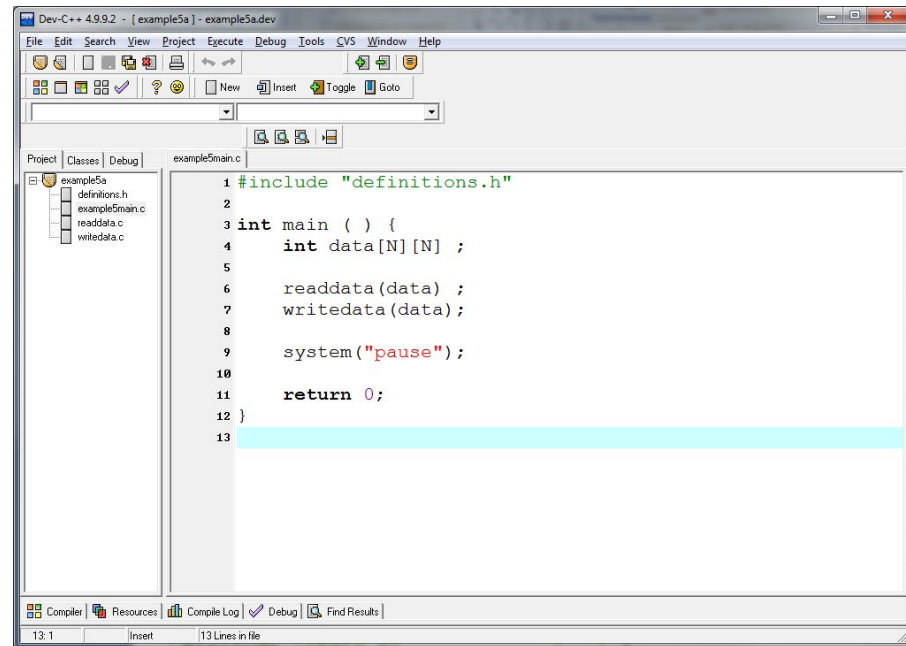 Dev-C++ 4.9.9.2 - [ example5a ] - example5a.dev
File Edit Search View Project Execute Debug Tools CVS Window Help
New Insert Toggle Goto
Project Classes Debug example5main.c
example5a
definitions.h
example5main.c
readdata.c
writedata.c
1 #include "definitions.h"
2
3 int main ( ) {
4 int data[N][N] ;
5
6 readdata(data) ;
7 writedata(data);
8
9 system("pause");
10
11 return 0;
12 }
13
Compiler Resources Compile Log Debug Find Results
13: 1 Insert 13 Lines in file